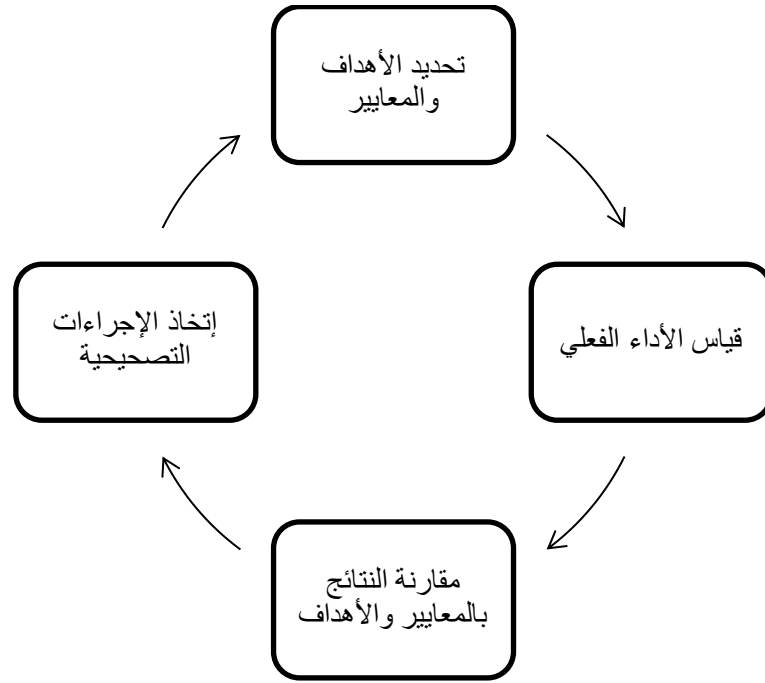 تحديد الأهداف
والمعايير
قياس الأداء الفعلي
مقارنة النتائج
بالمعايير والأهداف
إتخاذ الإجراءات
التصحيحية